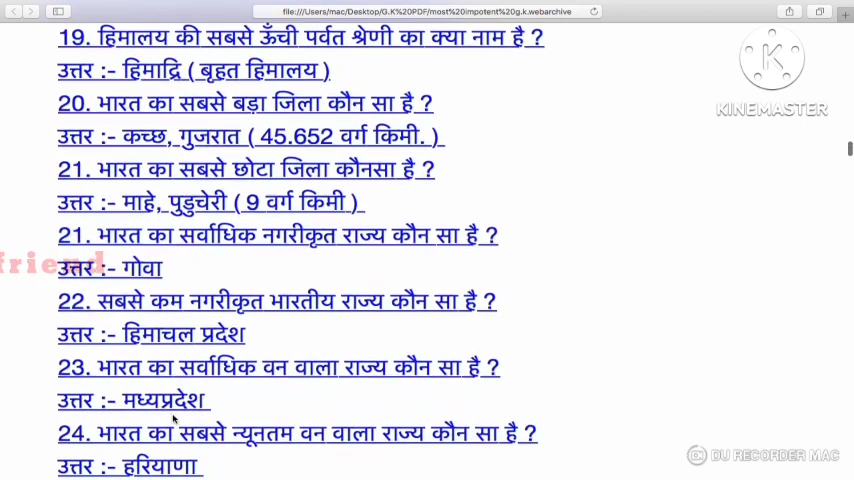 file:///Users/mac/Desktop/G.K%20PDF/most%20impotent%20g.k.webarchive
19. हिमालय की सबसे ऊँची पर्वत श्रेणी का क्या नाम है ?
उत्तर :- हिमाद्रि ( बृहत हिमालय )
20. भारत का सबसे बड़ा जिला कौन सा है ?
उत्तर :- कच्छ, गुजरात ( 45.652 वर्ग किमी. )
21. भारत का सबसे छोटा जिला कौनसा है ?
उत्तर :- माहे, पुडुचेरी ( 9 वर्ग किमी )
21. भारत का सर्वाधिक नगरीकृत राज्य कौन सा है ?
friend
उत्तर :- गोवा
22. सबसे कम नगरीकृत भारतीय राज्य कौन सा है ?
उत्तर :- हिमाचल प्रदेश
23. भारत का सर्वाधिक वन वाला राज्य कौन सा है ?
उत्तर :- मध्यप्रदेश
24. भारत का सबसे न्यूनतम वन वाला राज्य कौन सा है ?
उत्तर :- हरियाणा
K
KINEMASTER
DU RECORDER MAC